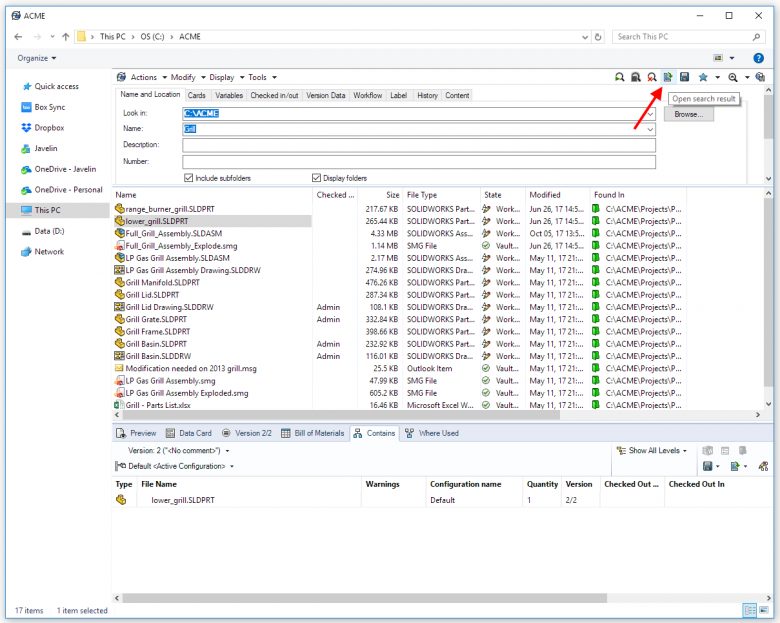 ACME
This PC > OS (C:) > ACME
Search This PC
Organize
Quick access
Box Sync
Dropbox
Javelin
OneDrive - Javelin
OneDrive - Personal
This PC
Data (D:)
Network
Actions Modify Display Tools
Open search result
Name and Location Cards Variables Checked in/out Version Data Workflow Label History Content
Look in: C:\ACME
Browse...
Name: Grill
Description:
Number:
Include subfolders Display folders
Name Checked ... Size File Type State Modified Found In
range_burner_grill.SLDPRT 217.67 KB SOLIDWORKS Part... Work... Jun 26, 17 14:5... C:\ACME\Projects\P...
lower_grill.SLDPRT 265.44 KB SOLIDWORKS Part... Work... Jun 26, 17 14:5... C:\ACME\Projects\P...
Full_Grill_Assembly.SLDASM 4.33 MB SOLIDWORKS Ass... Work... Oct 05, 17 13:5... C:\ACME\Projects\P...
Full_Grill_Assembly_Explode.smg 1.14 MB SMG File Vault... Jun 26, 17 14:5... C:\ACME\Projects\P...
LP Gas Grill Assembly.SLDASM 2.17 MB SOLIDWORKS Ass... Work... May 11, 17 21:... C:\ACME\Projects\P...
LP Gas Grill Assembly Drawing.SLDDRW 274.96 KB SOLIDWORKS Dra... Work... May 11, 17 21:... C:\ACME\Projects\P...
Grill Manifold.SLDPRT 476.26 KB SOLIDWORKS Part... Work... May 11, 17 21:... C:\ACME\Projects\P...
Grill Lid.SLDPRT 287.34 KB SOLIDWORKS Part... Work... May 11, 17 21:... C:\ACME\Projects\P...
Grill Lid Drawing.SLDDRW Admin 108.1 KB SOLIDWORKS Dra... Work... May 11, 17 21:... C:\ACME\Projects\P...
Grill Grate.SLDPRT Admin 332.84 KB SOLIDWORKS Part... Work... May 11, 17 21:... C:\ACME\Projects\P...
Grill Frame.SLDPRT 398.66 KB SOLIDWORKS Part... Work... May 11, 17 21:... C:\ACME\Projects\P...
Grill Basin.SLDPRT Admin 232.92 KB SOLIDWORKS Part... Work... May 11, 17 21:... C:\ACME\Projects\P...
Grill Basin.SLDDRW Admin 116.01 KB SOLIDWORKS Dra... Work... May 11, 17 21:... C:\ACME\Projects\P...
Modification needed on 2013 grill.msg 25.5 KB Outlook Item Vault... May 11, 17 21:... C:\ACME\Projects\P...
LP Gas Grill Assembly.smg 47.99 KB SMG File Vault... May 11, 17 21:... C:\ACME\Projects\P...
LP Gas Grill Assembly Exploded.smg 605.2 KB SMG File Vault... May 11, 17 21:... C:\ACME\Projects\P...
Grill - Parts List.xlsx 16.46 KB Microsoft Excel W... Vault... May 11, 17 21:... C:\ACME\Projects\P...
Preview Data Card Version 2/2 Bill of Materials Contains Where Used
Version: 2 ("<No comment>") Show All Levels
Default <Active Configuration>
Type File Name Warnings Configuration name Quantity Version Checked Out ... Checked Out In
lower_grill.SLDPRT Default 1 2/2
17 items 1 item selected